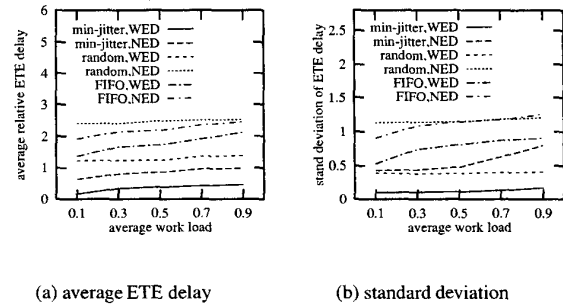 average relative ETE delay
6
5
4
3
2
1
0
min-jitter,WED
min-jitter,NED
random,WED
random,NED
FIFO,WED
FIFO,NED
0.1 0.3 0.5 0.7 0.9
average work load
(a) average ETE delay
stand deviation of ETE delay
2.5
2
1.5
1
0.5
0
min-jitter,WED
min-jitter,NED
random,WED
random,NED
FIFO,WED
FIFO,NED
0.1 0.3 0.5 0.7 0.9
average work load
(b) standard deviation